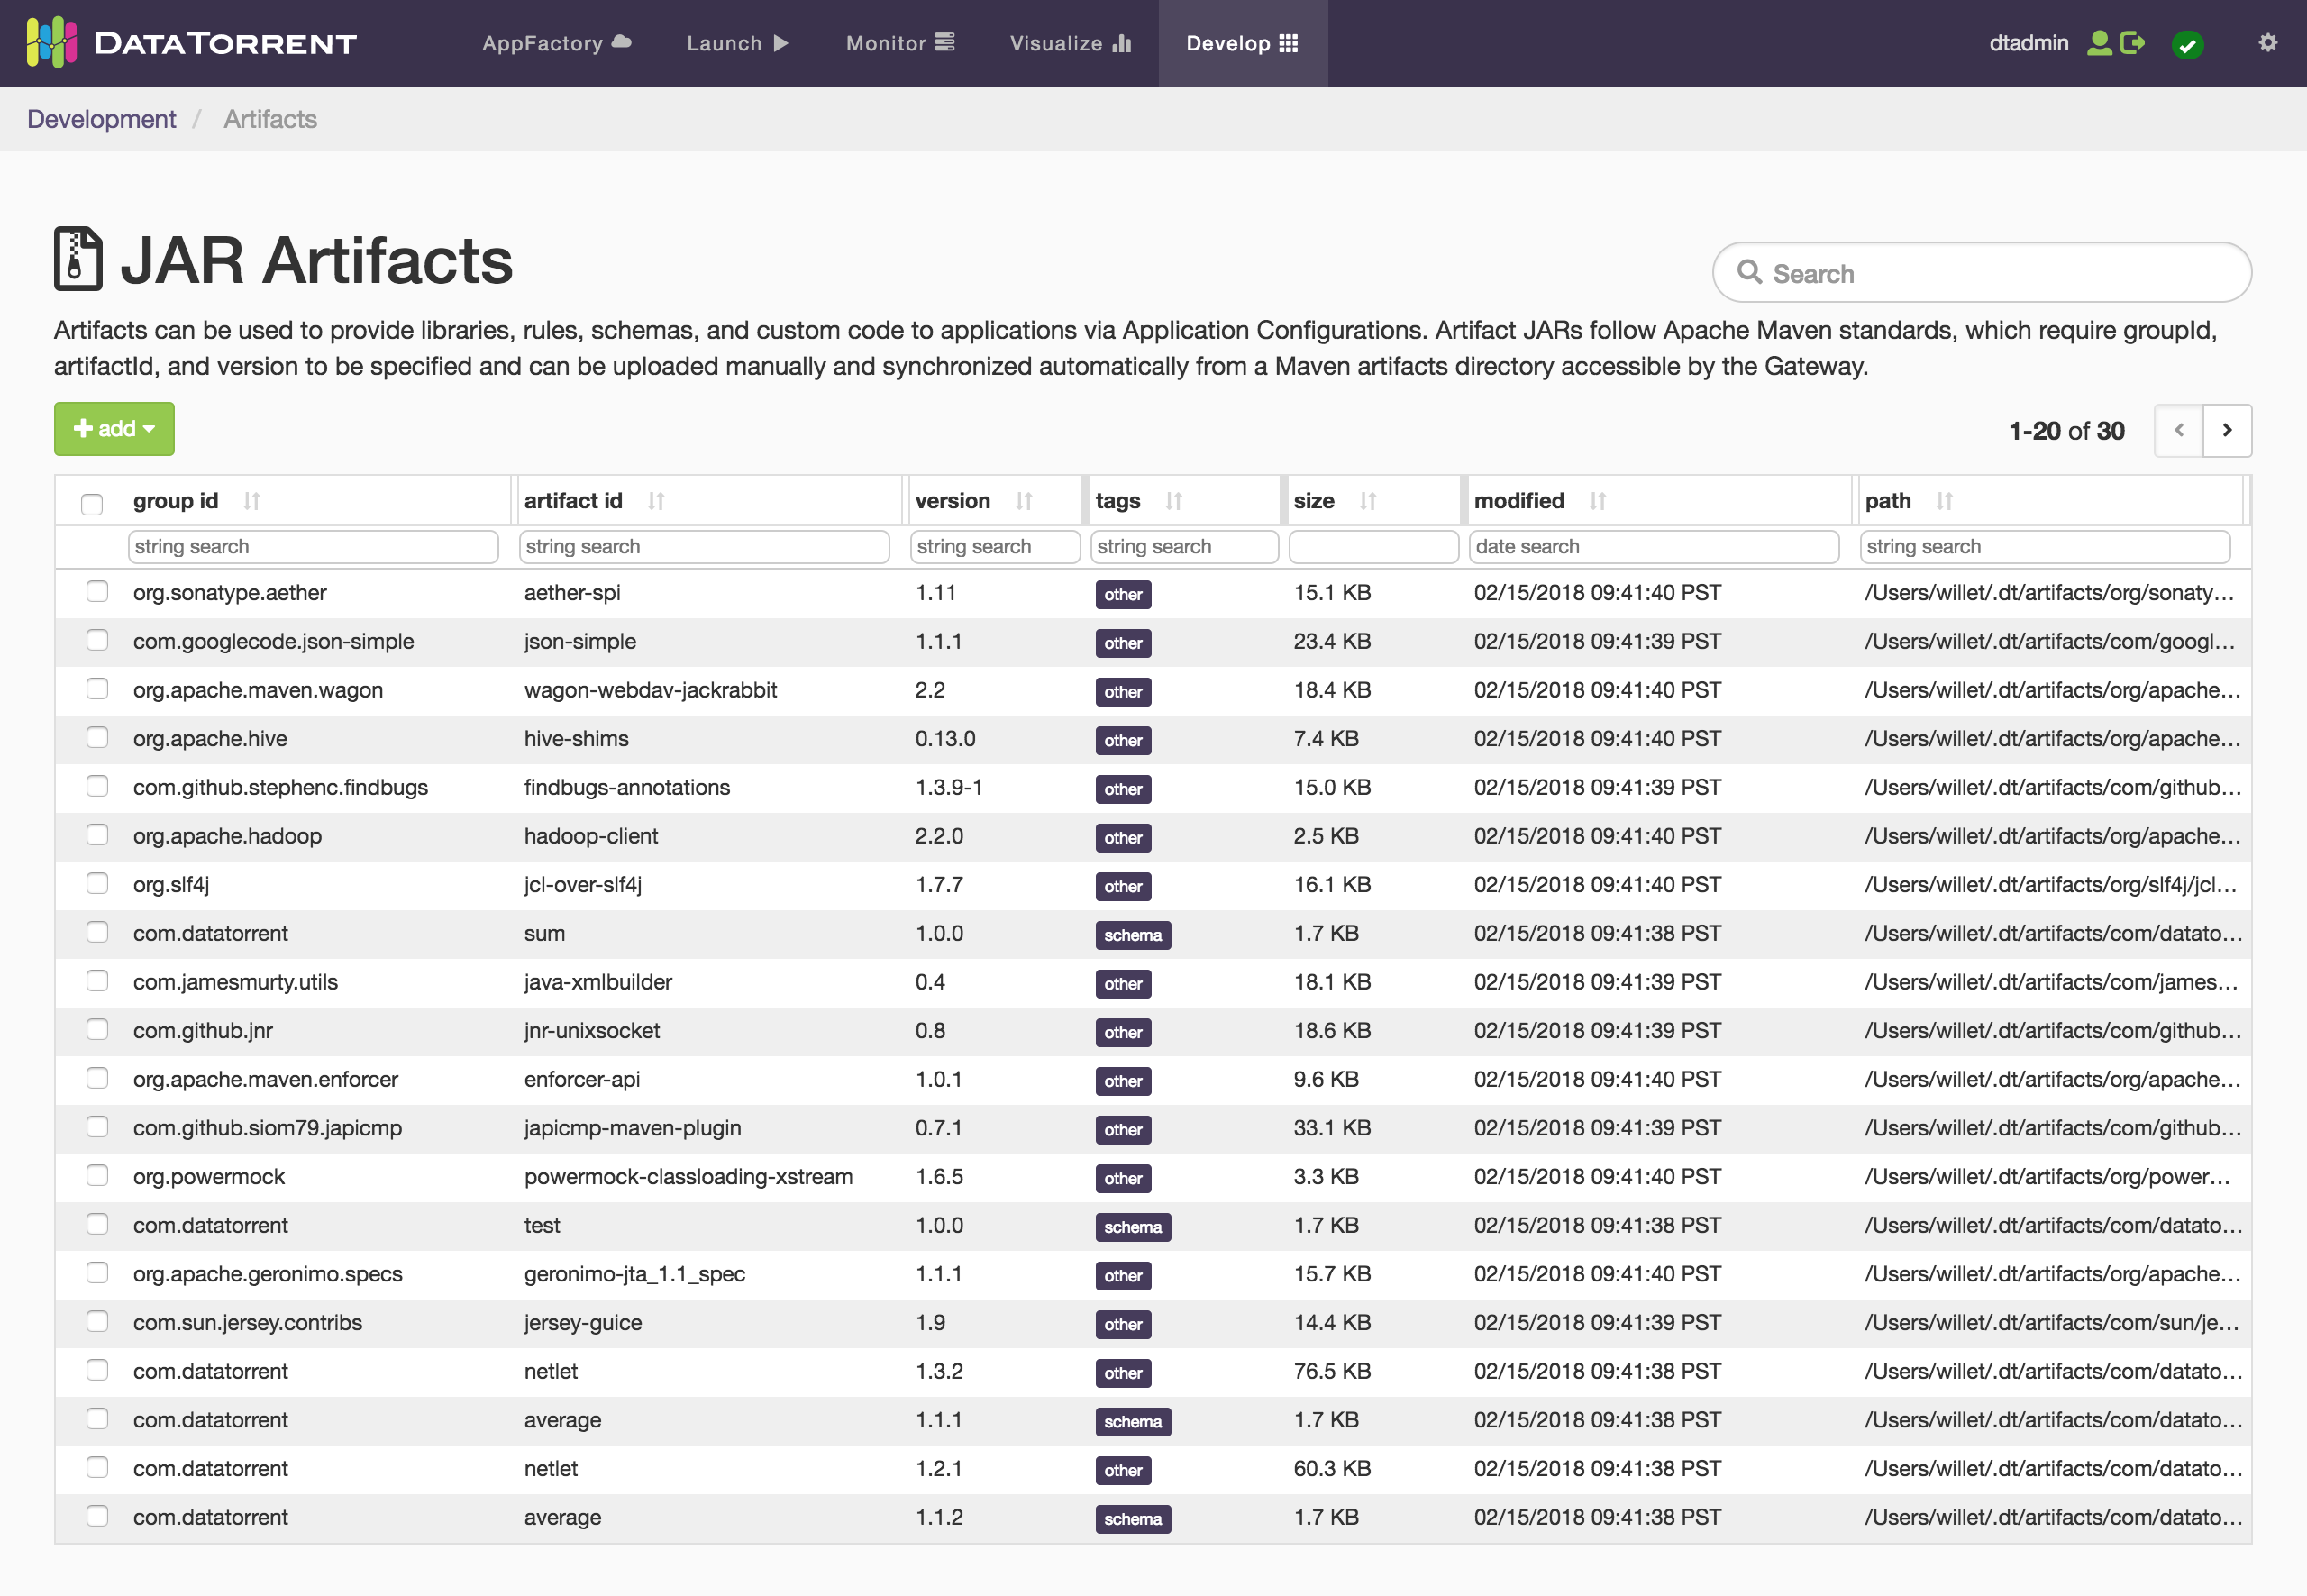 DATATORRENT AppFactory Launch Monitor Visualize Develop dtadmin
Development / Artifacts
JAR Artifacts
Search
Artifacts can be used to provide libraries, rules, schemas, and custom code to applications via Application Configurations. Artifact JARs follow Apache Maven standards, which require groupId,
artifactId, and version to be specified and can be uploaded manually and synchronized automatically from a Maven artifacts directory accessible by the Gateway.
add 1-20 of 30
group id artifact id version tags size modified path
string search string search string search string search date search string search
org.sonatype.aether aether-spi 1.11 other 15.1 KB 02/15/2018 09:41:40 PST /Users/willet/.dt/artifacts/org/sonaty...
com.googlecode.json-simple json-simple 1.1.1 other 23.4 KB 02/15/2018 09:41:39 PST /Users/willet/.dt/artifacts/com/googl...
org.apache.maven.wagon wagon-webdav-jackrabbit 2.2 other 18.4 KB 02/15/2018 09:41:40 PST /Users/willet/.dt/artifacts/org/apache...
org.apache.hive hive-shims 0.13.0 other 7.4 KB 02/15/2018 09:41:40 PST /Users/willet/.dt/artifacts/org/apache...
com.github.stephenc.findbugs findbugs-annotations 1.3.9-1 other 15.0 KB 02/15/2018 09:41:39 PST /Users/willet/.dt/artifacts/com/github...
org.apache.hadoop hadoop-client 2.2.0 other 2.5 KB 02/15/2018 09:41:40 PST /Users/willet/.dt/artifacts/org/apache...
org.slf4j jcl-over-slf4j 1.7.7 other 16.1 KB 02/15/2018 09:41:40 PST /Users/willet/.dt/artifacts/org/slf4j/jcl...
com.datatorrent sum 1.0.0 schema 1.7 KB 02/15/2018 09:41:38 PST /Users/willet/.dt/artifacts/com/datato...
com.jamesmurty.utils java-xmlbuilder 0.4 other 18.1 KB 02/15/2018 09:41:39 PST /Users/willet/.dt/artifacts/com/james...
com.github.jnr jnr-unixsocket 0.8 other 18.6 KB 02/15/2018 09:41:39 PST /Users/willet/.dt/artifacts/com/github...
org.apache.maven.enforcer enforcer-api 1.0.1 other 9.6 KB 02/15/2018 09:41:40 PST /Users/willet/.dt/artifacts/org/apache...
com.github.siom79.japicmp japicmp-maven-plugin 0.7.1 other 33.1 KB 02/15/2018 09:41:39 PST /Users/willet/.dt/artifacts/com/github...
org.powermock powermock-classloading-xstream 1.6.5 other 3.3 KB 02/15/2018 09:41:40 PST /Users/willet/.dt/artifacts/org/power...
com.datatorrent test 1.0.0 schema 1.7 KB 02/15/2018 09:41:38 PST /Users/willet/.dt/artifacts/com/datato...
org.apache.geronimo.specs geronimo-jta_1.1_spec 1.1.1 other 15.7 KB 02/15/2018 09:41:40 PST /Users/willet/.dt/artifacts/org/apache...
com.sun.jersey.contribs jersey-guice 1.9 other 14.4 KB 02/15/2018 09:41:39 PST /Users/willet/.dt/artifacts/com/sun/je...
com.datatorrent netlet 1.3.2 other 76.5 KB 02/15/2018 09:41:38 PST /Users/willet/.dt/artifacts/com/datato...
com.datatorrent average 1.1.1 schema 1.7 KB 02/15/2018 09:41:38 PST /Users/willet/.dt/artifacts/com/datato...
com.datatorrent netlet 1.2.1 other 60.3 KB 02/15/2018 09:41:38 PST /Users/willet/.dt/artifacts/com/datato...
com.datatorrent average 1.1.2 schema 1.7 KB 02/15/2018 09:41:38 PST /Users/willet/.dt/artifacts/com/datato...